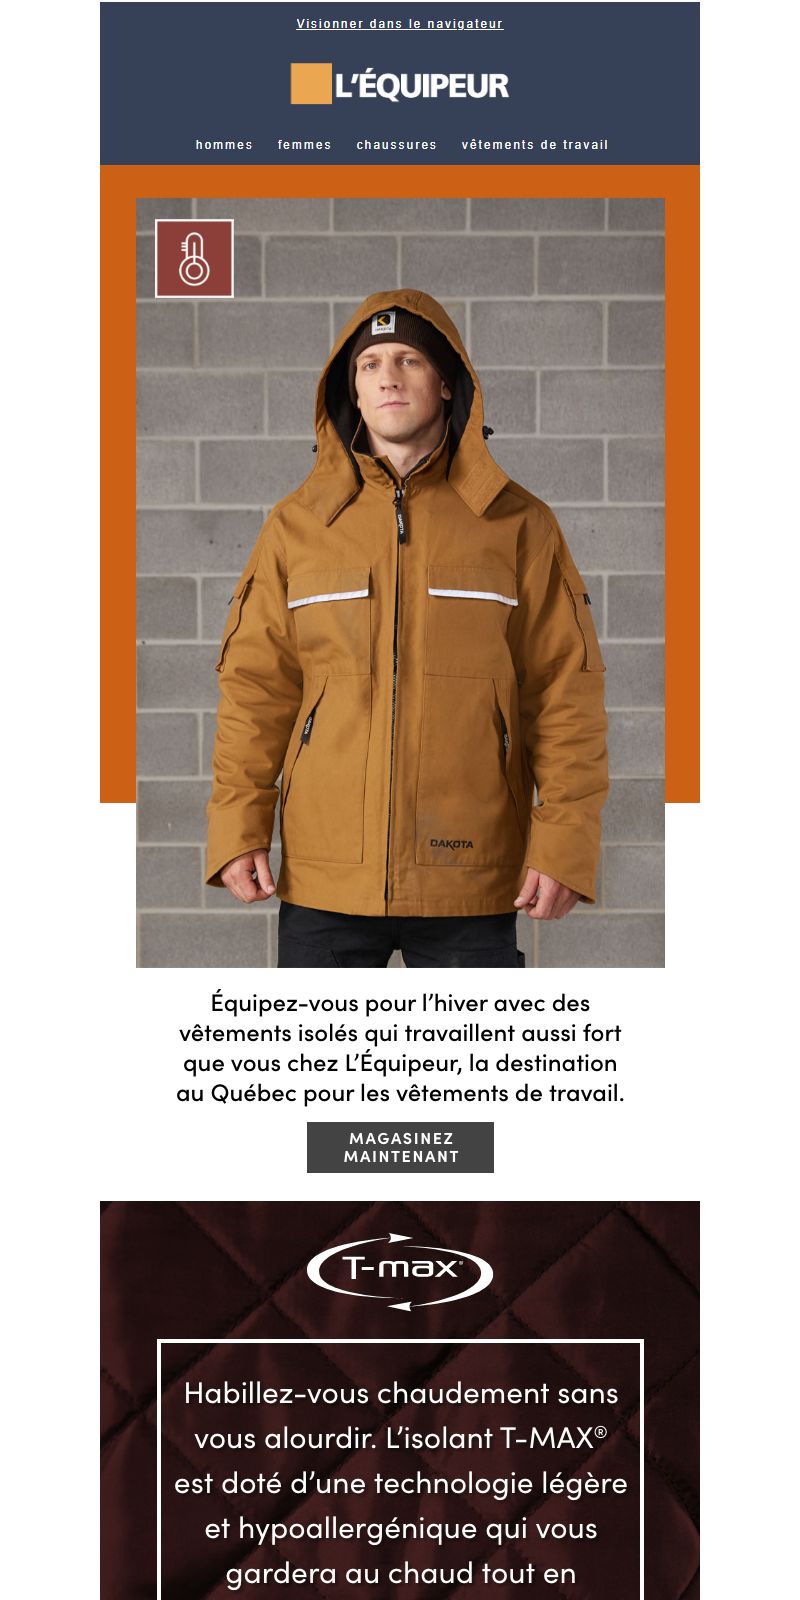 Visionner dans le navigateur
L'ÉQUIPEUR
hommes femmes chaussures vêtements de travail
DAKOTA
DAKOTA
DAKOTA
Équipez-vous pour l’hiver avec des
vêtements isolés qui travaillent aussi fort
que vous chez L’Équipeur, la destination
au Québec pour les vêtements de travail.
MAGASINEZ
MAINTENANT
T-max®
Habillez-vous chaudement sans
vous alourdir. L’isolant T-MAX®
est doté d’une technologie légère
et hypoallergénique qui vous
gardera au chaud tout en